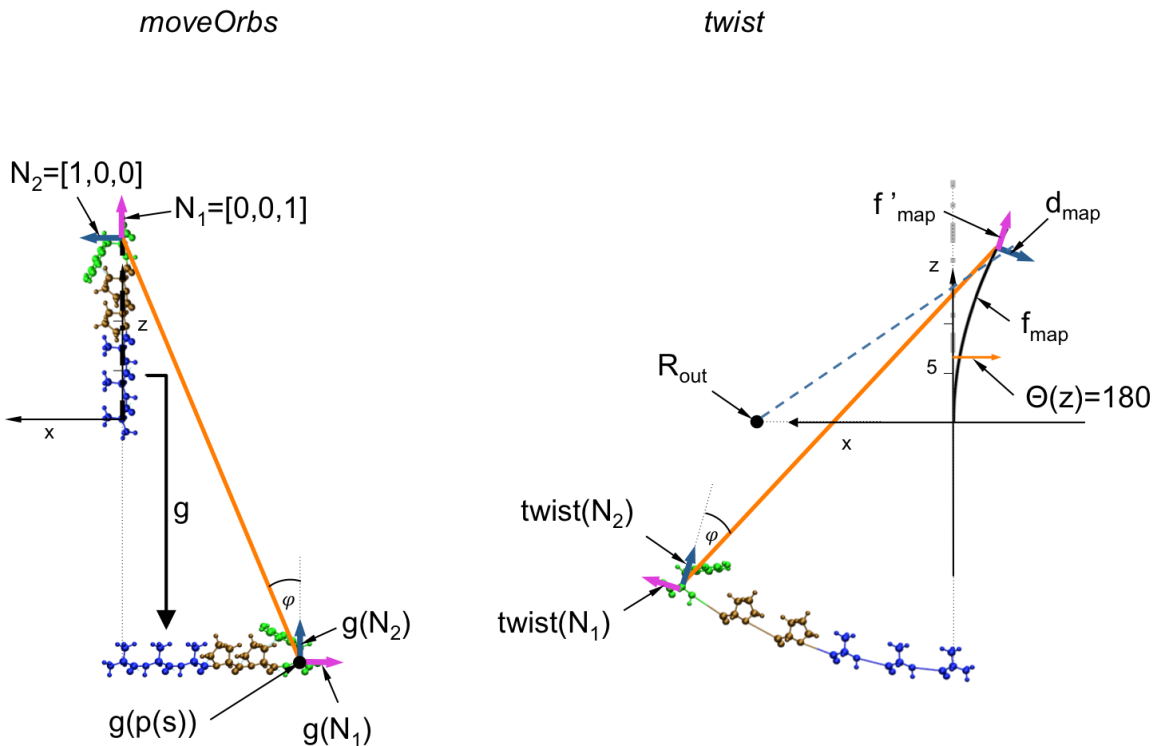 moveOrbs
twist
N2=[1,0,0]
N1=[0,0,1]
z
x
g
φ
g(N2)
g(p(s))
g(N1)
f'map
dmap
z
fmap
Rout
5
Θ(z)=180
x
twist(N2)
φ
twist(N1)